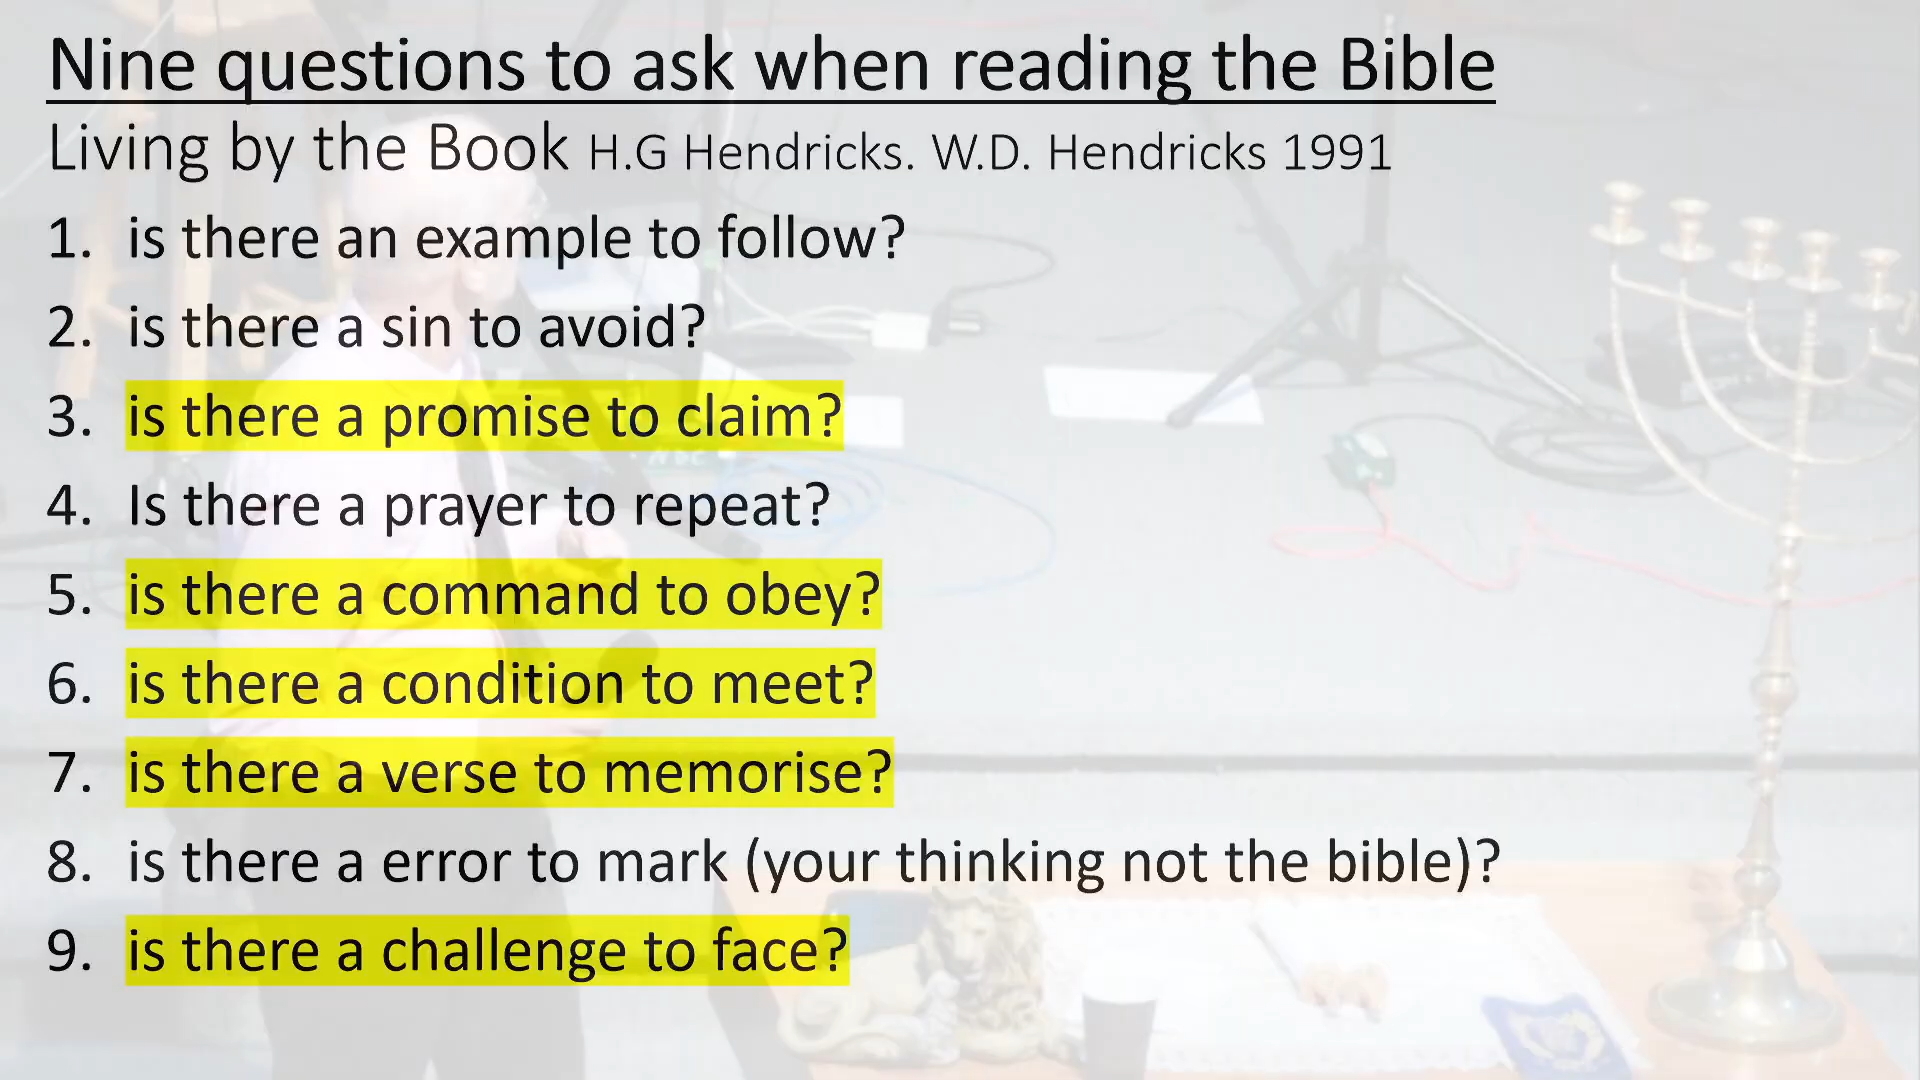 Nine questions to ask when reading the Bible
Living by the Book H.G Hendricks. W.D. Hendricks 1991
1. is there an example to follow?
2. is there a sin to avoid?
3. is there a promise to claim?
4. Is there a prayer to repeat?
5. is there a command to obey?
6. is there a condition to meet?
7. is there a verse to memorise?
8. is there a error to mark (your thinking not the bible)?
9. is there a challenge to face?